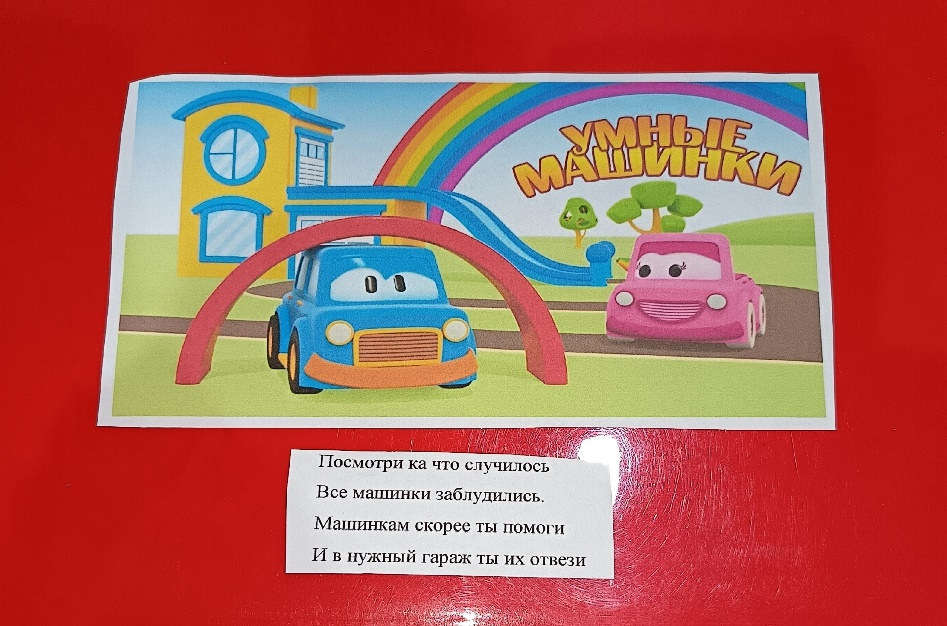 УМНЫЕ
МАШИНКИ
Посмотри ка что случилось
Все машинки заблудились.
Машинкам скорее ты помоги
И в нужный гараж ты их отвези